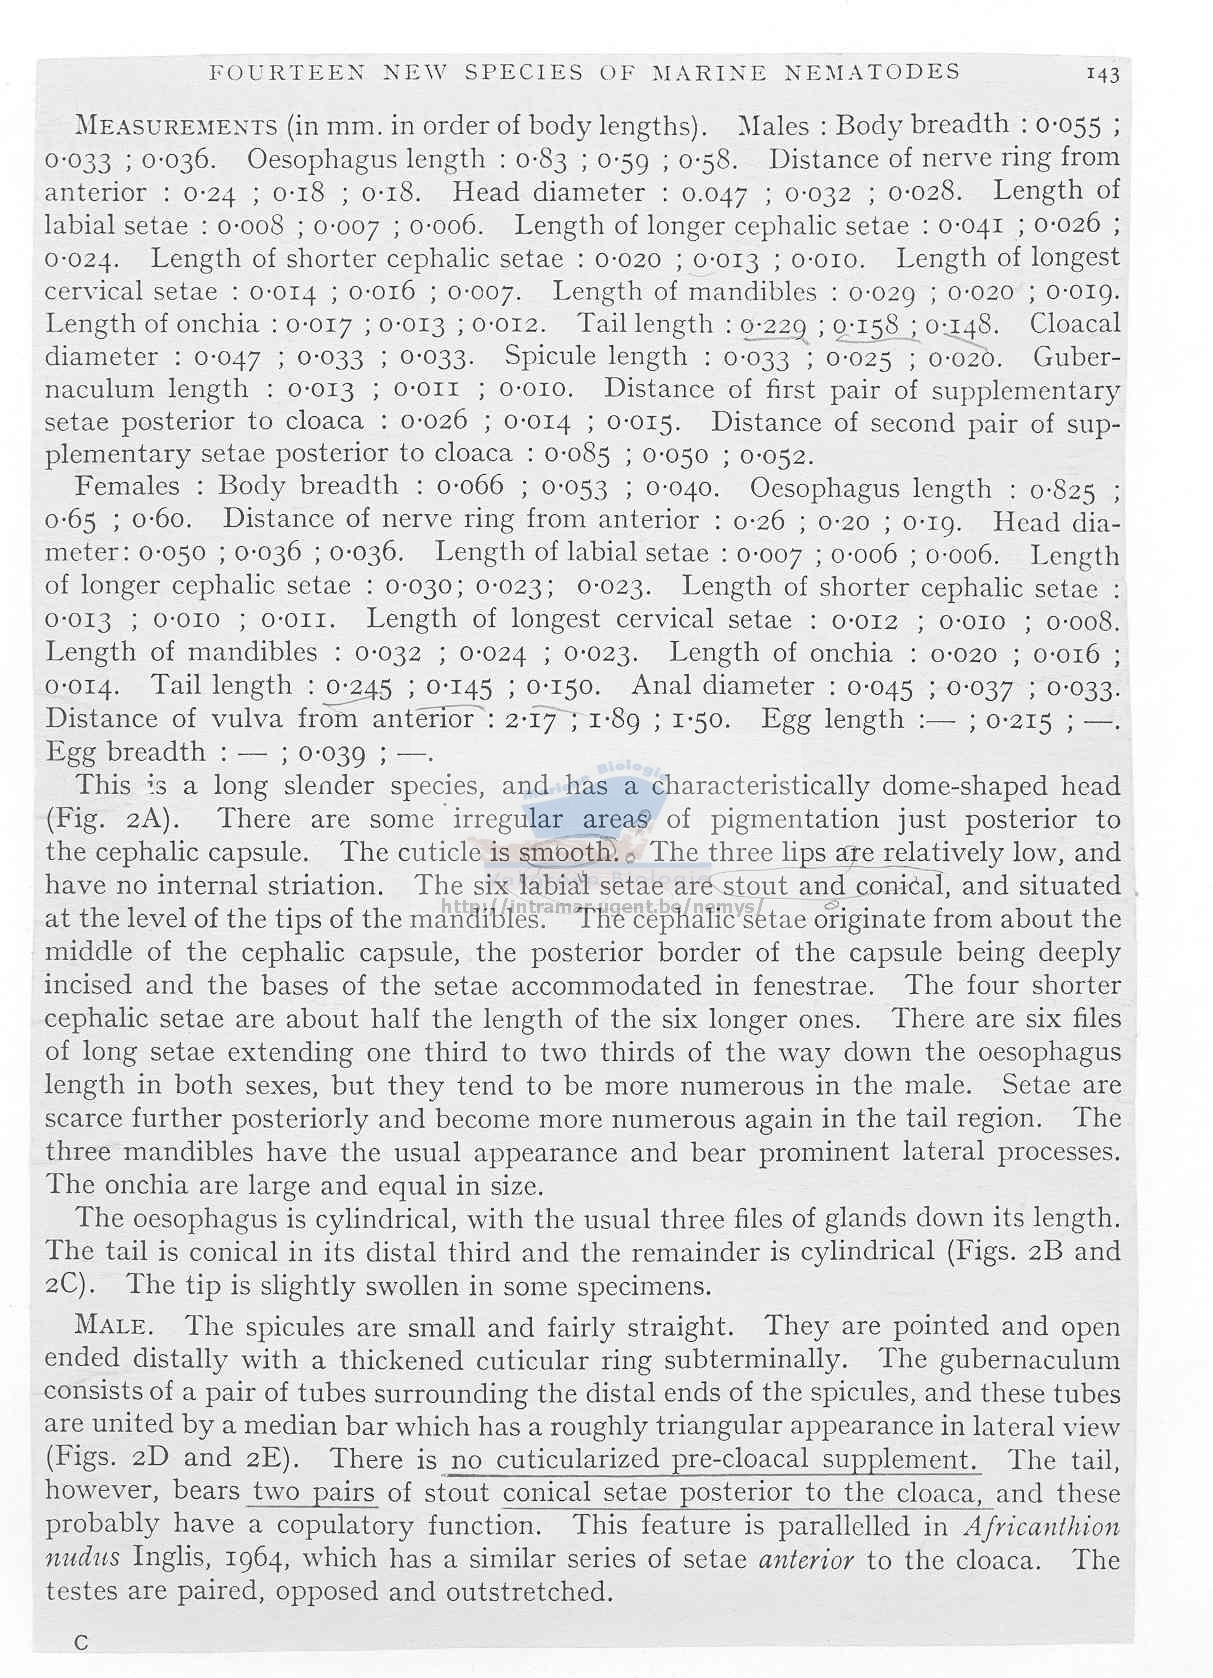 FOURTEEN NEW SPECIES OF MARINE NEMATODES 143
MEASUREMENTS (in mm. in order of body lengths). Males : Body breadth : 0·055 ;
0·033 ; 0·036. Oesophagus length : 0·83 ; 0·59 ; 0·58. Distance of nerve ring from
anterior : 0·24 ; 0·18 ; 0·18. Head diameter : 0.047 ; 0·032 ; 0·028. Length of
labial setae : 0·008 ; 0·007 ; 0·006. Length of longer cephalic setae : 0·041 ; 0·026 ;
0·024. Length of shorter cephalic setae : 0·020 ; 0·013 ; 0·010. Length of longest
cervical setae : 0·014 ; 0·016 ; 0·007. Length of mandibles : 0·029 ; 0·020 ; 0·019.
Length of onchia : 0·017 ; 0·013 ; 0·012. Tail length : 0·229 ; 0·158 ; 0·148. Cloacal
diameter : 0·047 ; 0·033 ; 0·033. Spicule length : 0·033 ; 0·025 ; 0·020. Guber-
naculum length : 0·013 ; 0·011 ; 0·010. Distance of first pair of supplementary
setae posterior to cloaca : 0·026 ; 0·014 ; 0·015. Distance of second pair of sup-
plementary setae posterior to cloaca : 0·085 ; 0·050 ; 0·052.
Females : Body breadth : 0·066 ; 0·053 ; 0·040. Oesophagus length : 0·825 ;
0·65 ; 0·60. Distance of nerve ring from anterior : 0·26 ; 0·20 ; 0·19. Head dia-
meter: 0·050 ; 0·036 ; 0·036. Length of labial setae : 0·007 ; 0·006 ; 0·006. Length
of longer cephalic setae : 0·030; 0·023; 0·023. Length of shorter cephalic setae :
0·013 ; 0·010 ; 0·011. Length of longest cervical setae : 0·012 ; 0·010 ; 0·008.
Length of mandibles : 0·032 ; 0·024 ; 0·023. Length of onchia : 0·020 ; 0·016 ;
0·014. Tail length : 0·245 ; 0·145 ; 0·150. Anal diameter : 0·045 ; 0·037 ; 0·033.
Distance of vulva from anterior : 2·17 ; 1·89 ; 1·50. Egg length :— ; 0·215 ; —.
Egg breadth : — ; 0·039 ; —.
This is a long slender species, and has a characteristically dome-shaped head
(Fig. 2A). There are some irregular areas of pigmentation just posterior to
the cephalic capsule. The cuticle is smooth. The three lips are relatively low, and
have no internal striation. The six labial setae are stout and conical, and situated
at the level of the tips of the mandibles. The cephalic setae originate from about the
http://intramar.ugent.be/nemys/
middle of the cephalic capsule, the posterior border of the capsule being deeply
incised and the bases of the setae accommodated in fenestrae. The four shorter
cephalic setae are about half the length of the six longer ones. There are six files
of long setae extending one third to two thirds of the way down the oesophagus
length in both sexes, but they tend to be more numerous in the male. Setae are
scarce further posteriorly and become more numerous again in the tail region. The
three mandibles have the usual appearance and bear prominent lateral processes.
The onchia are large and equal in size.
The oesophagus is cylindrical, with the usual three files of glands down its length.
The tail is conical in its distal third and the remainder is cylindrical (Figs. 2B and
2C). The tip is slightly swollen in some specimens.
MALE. The spicules are small and fairly straight. They are pointed and open
ended distally with a thickened cuticular ring subterminally. The gubernaculum
consists of a pair of tubes surrounding the distal ends of the spicules, and these tubes
are united by a median bar which has a roughly triangular appearance in lateral view
(Figs. 2D and 2E). There is no cuticularized pre-cloacal supplement. The tail,
however, bears two pairs of stout conical setae posterior to the cloaca, and these
probably have a copulatory function. This feature is parallelled in Africanthion
nudus Inglis, 1964, which has a similar series of setae anterior to the cloaca. The
testes are paired, opposed and outstretched.
C